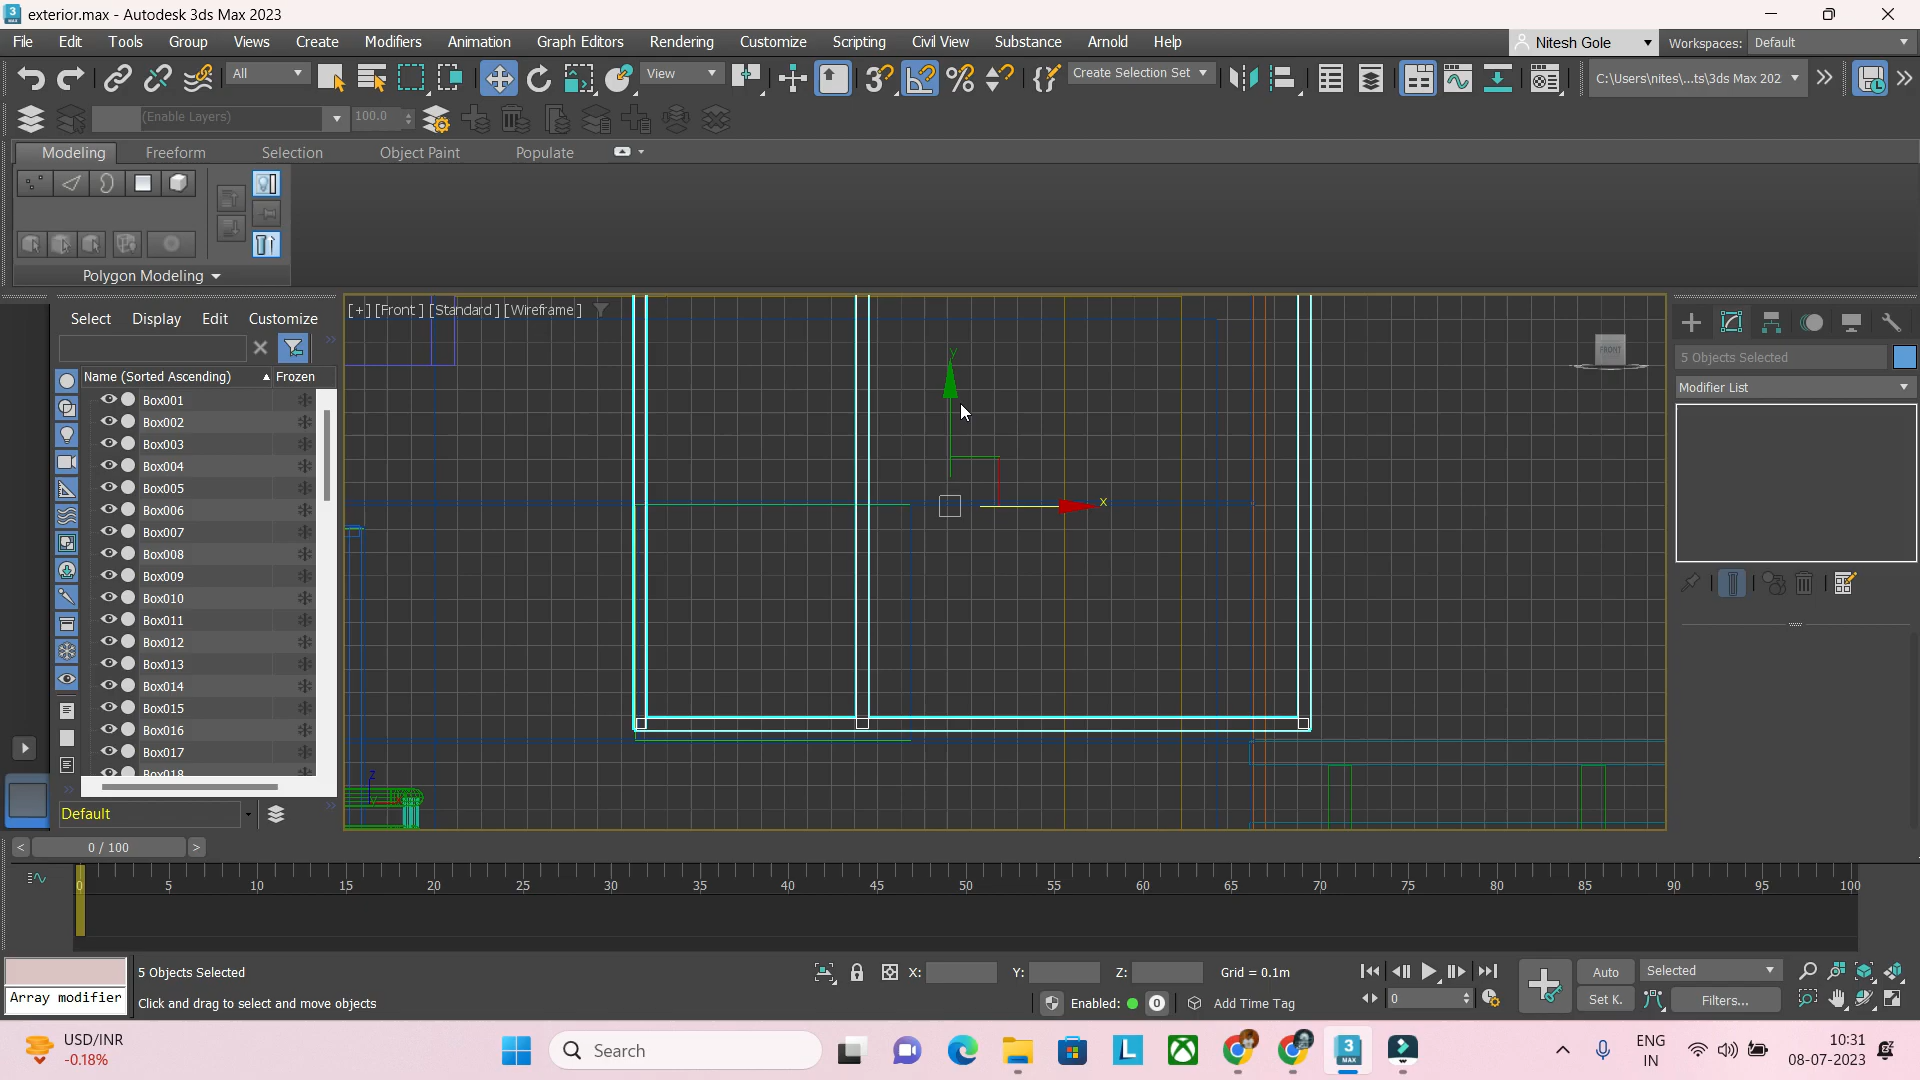 exterior.max - Autodesk 3ds Max 2023
File Edit Tools Group Views Create Modifiers Animation Graph Editors Rendering Customize Scripting Civil View Substance Arnold Help
Nitesh Gole Workspaces: Default
All View Create Selection Set C:\Users\nites\...ts\3ds Max 202
(Enable Layers) 100.0
Modeling Freeform Selection Object Paint Populate
Polygon Modeling
Select Display Edit Customize
[+] [Front ] [Standard ] [Wireframe ]
FRONT
5 Objects Selected
Modifier List
Name (Sorted Ascending) Frozen
Box001
Box002
Box003
Box004
Box005
Box006
Box007
Box008
Box009
Box010
Box011
Box012
Box013
Box014
Box015
Box016
Box017
Box018
y
x
z
Default
0 / 100
0 5 10 15 20 25 30 35 40 45 50 55 60 65 70 75 80 85 90 95 100
5 Objects Selected X: Y: Z: Grid = 0.1m Auto Selected
Array modifier Click and drag to select and move objects Enabled: Add Time Tag 0 Set K. Filters...
USD/INR
-0.18%
Search
ENG
IN
10:31
08-07-2023